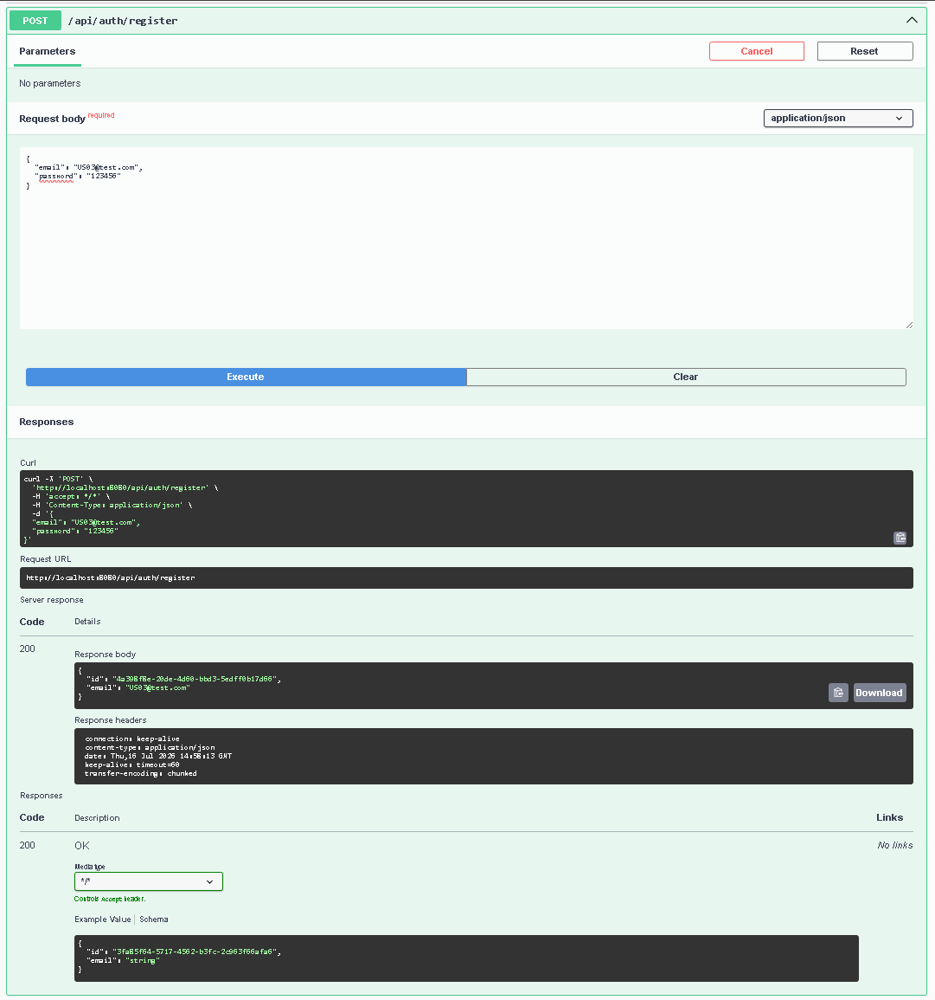 POST /api/auth/register
Parameters
Cancel
Reset
No parameters
Request body required
application/json
{
"email": "US03@test.com",
"password": "123456"
}
Execute
Clear
Responses
Curl
curl -X 'POST' \
'http://localhost:8080/api/auth/register' \
-H 'accept: */*' \
-H 'Content-Type: application/json' \
-d '{
"email": "US03@test.com",
"password": "123456"
}'
Request URL
http://localhost:8080/api/auth/register
Server response
Code Details
200
Response body
{
"id": "4a398f8e-20de-4d60-bbd3-5edff0b17d66",
"email": "US03@test.com"
}
Download
Response headers
connection: keep-alive
content-type: application/json
date: Thu,16 Jul 2026 14:58:13 GMT
keep-alive: timeout=60
transfer-encoding: chunked
Responses
Code Description Links
200 OK No links
Media type
*/*
Controls Accept header.
Example Value | Schema
{
"id": "3fa85f64-5717-4562-b3fc-2c963f66afa6",
"email": "string"
}